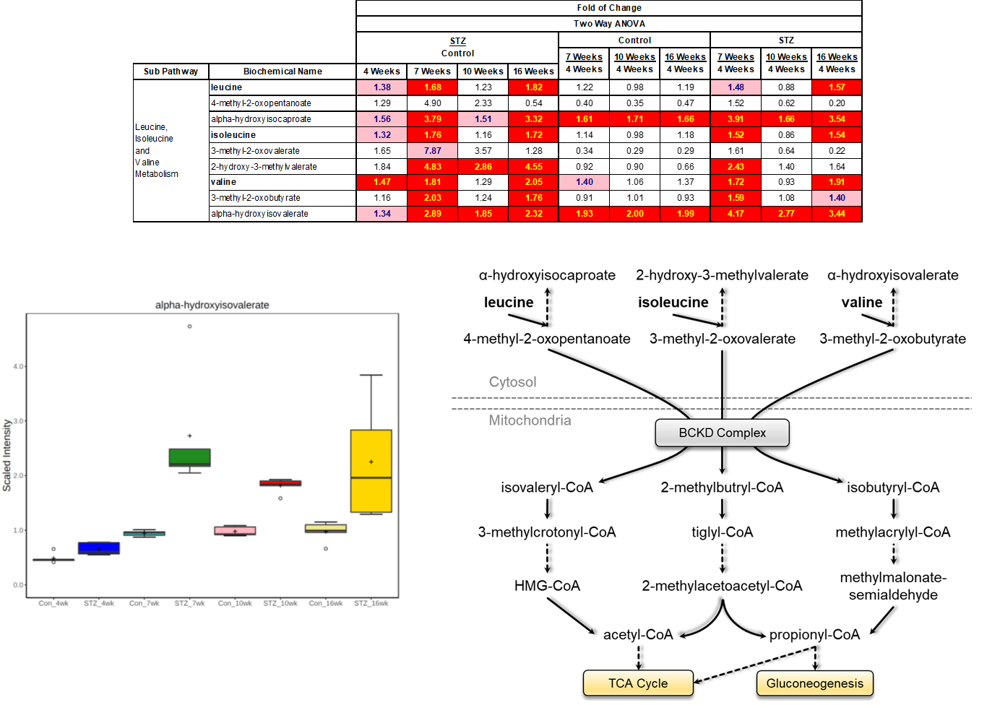 Fold of Change
Two Way ANOVA
STZ
Control
Control
STZ
7 Weeks 10 Weeks 16 Weeks 7 Weeks 10 Weeks 16 Weeks
4 Weeks 4 Weeks 4 Weeks 4 Weeks 4 Weeks 4 Weeks
Sub Pathway Biochemical Name 4 Weeks 7 Weeks 10 Weeks 16 Weeks
Leucine,
Isoleucine
and
Valine
Metabolism
leucine 1.38 1.68 1.23 1.82 1.22 0.98 1.19 1.48 0.88 1.57
4-methyl-2-oxopentanoate 1.29 4.90 2.33 0.54 0.40 0.35 0.47 1.52 0.62 0.20
alpha-hydroxyisocaproate 1.56 3.79 1.51 3.32 1.61 1.71 1.66 3.91 1.66 3.54
isoleucine 1.32 1.76 1.16 1.72 1.14 0.98 1.18 1.52 0.86 1.54
3-methyl-2-oxovalerate 1.65 7.87 3.57 1.28 0.34 0.29 0.29 1.61 0.64 0.22
2-hydroxy-3-methylvalerate 1.84 4.83 2.86 4.55 0.92 0.90 0.66 2.43 1.40 1.64
valine 1.47 1.81 1.29 2.05 1.40 1.06 1.37 1.72 0.93 1.91
3-methyl-2-oxobutyrate 1.16 2.03 1.24 1.76 0.91 1.01 0.93 1.59 1.08 1.40
alpha-hydroxyisovalerate 1.34 2.89 1.85 2.32 1.93 2.00 1.99 4.17 2.77 3.44
alpha-hydroxyisovalerate
Scaled Intensity
4.0
3.0
2.0
1.0
0.0
Con_4wk STZ_4wk Con_7wk STZ_7wk Con_10wk STZ_10wk Con_16wk STZ_16wk
α-hydroxyisocaproate 2-hydroxy-3-methylvalerate α-hydroxyisovalerate
leucine isoleucine valine
4-methyl-2-oxopentanoate 3-methyl-2-oxovalerate 3-methyl-2-oxobutyrate
Cytosol
Mitochondria
BCKD Complex
isovaleryl-CoA 2-methylbutryl-CoA isobutyryl-CoA
3-methylcrotonyl-CoA tiglyl-CoA methylacrylyl-CoA
HMG-CoA 2-methylacetoacetyl-CoA methylmalonate-
semialdehyde
acetyl-CoA propionyl-CoA
TCA Cycle Gluconeogenesis